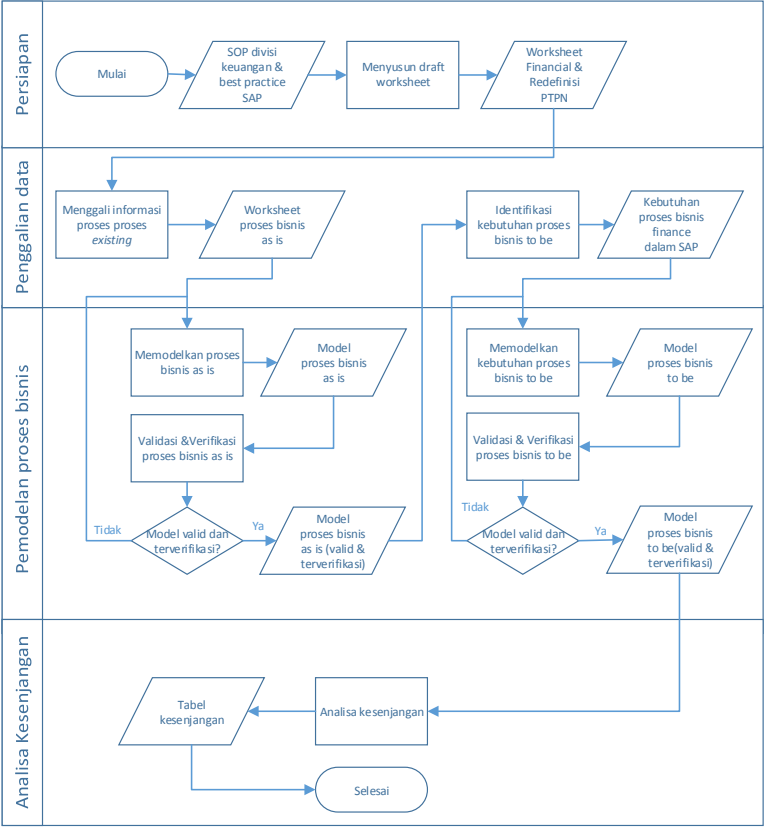 Persiapan
Mulai
SOP divisi
keuangan &
best practice
SAP
Menyusun draft
worksheet
Worksheet
Financial &
Redefinisi
PTPN
Penggalian data
Menggali informasi
proses proses
existing
Worksheet
proses bisnis
as is
Identifikasi
kebutuhan proses
bisnis to be
Kebutuhan
proses bisnis
finance
dalam SAP
Pemodelan proses bisnis
Memodelkan proses
bisnis as is
Model
proses bisnis
as is
Validasi &Verifikasi
proses bisnis as is
Model valid dan
terverifikasi?
Tidak
Ya
Model
proses bisnis
as is (valid &
terverifikasi)
Memodelkan
kebutuhan proses
bisnis to be
Model
proses bisnis
to be
Validasi & Verifikasi
proses bisnis to be
Tidak
Model valid dan
terverifikasi?
Ya
Model
proses bisnis
to be(valid &
terverifikasi)
Analisa Kesenjangan
Tabel
kesenjangan
Analisa kesenjangan
Selesai